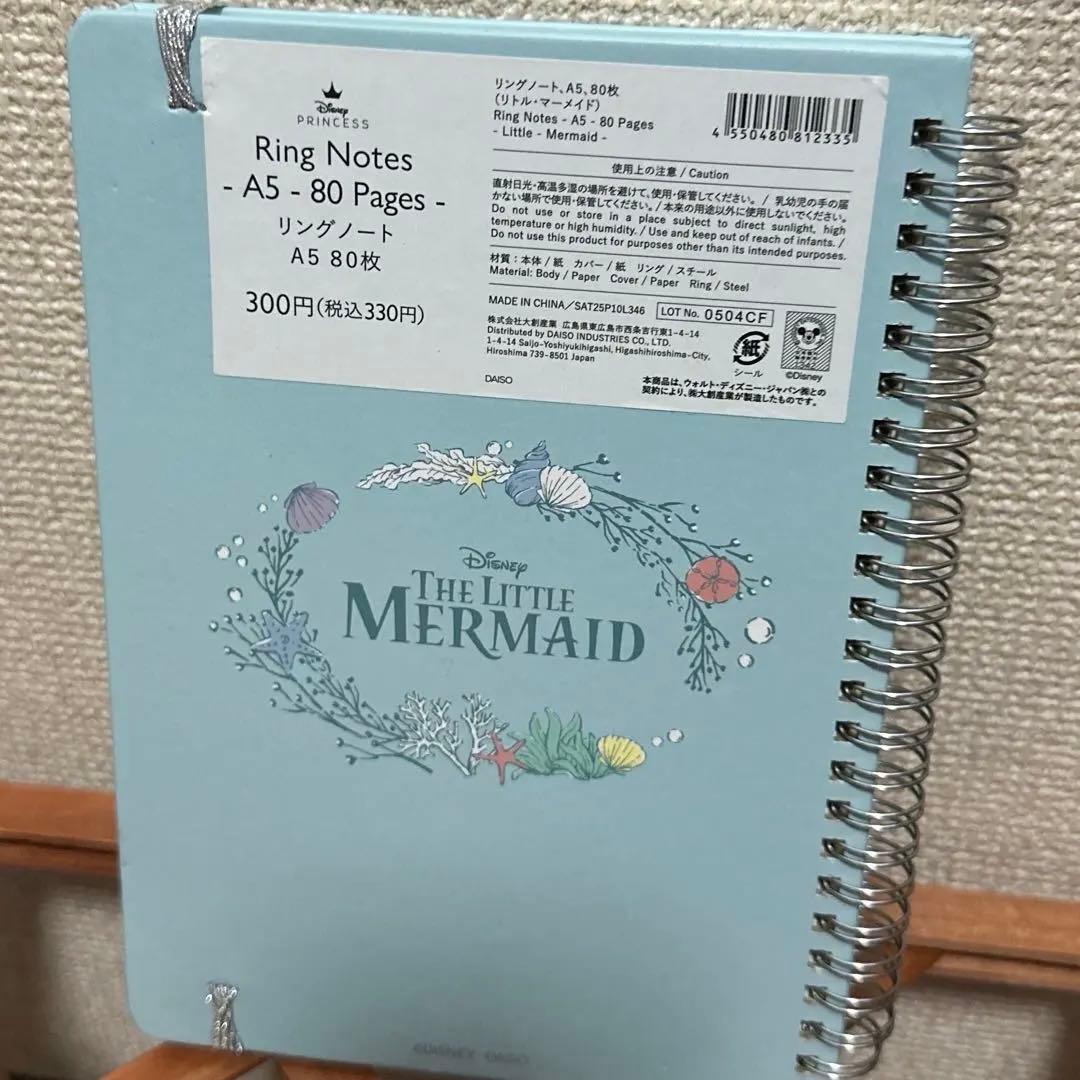 Disney
PRINCESS
Ring Notes
- A5 - 80 Pages -
リングノート
A5 80枚
300円(税込330円)
リングノート、A5、80枚
(リトル・マーメイド)
Ring Notes - A5 - 80 Pages
- Little - Mermaid -
4 550480 812335
使用上の注意 / Caution
直射日光・高温多湿の場所を避けて、使用・保管してください。 / 乳幼児の手の届
かない場所で使用・保管してください。/ 本来の用途以外に使用しないでください。
Do not use or store in a place subject to direct sunlight, high
temperature or high humidity. / Use and keep out of reach of infants. /
Do not use this product for purposes other than its intended purposes.
材質:本体 / 紙 カバー / 紙 リング / スチール
Material: Body / Paper Cover / Paper Ring / Steel
MADE IN CHINA/SAT25P10L346 LOT No. 0504CF
株式会社大創産業 広島県東広島市西条吉行東1-4-14
Distributed by DAISO INDUSTRIES CO., LTD.
1-4-14 Saijo-Yoshiyukihigashi, Higashihiroshima-City,
Hiroshima 739-8501 Japan
紙
シール
©Disney
DAISO
本商品は、ウォルト・ディズニー・ジャパン㈱との
契約により、㈱大創産業が製造したものです。
Disney
THE LITTLE
MERMAID
©DISNEY DAISO